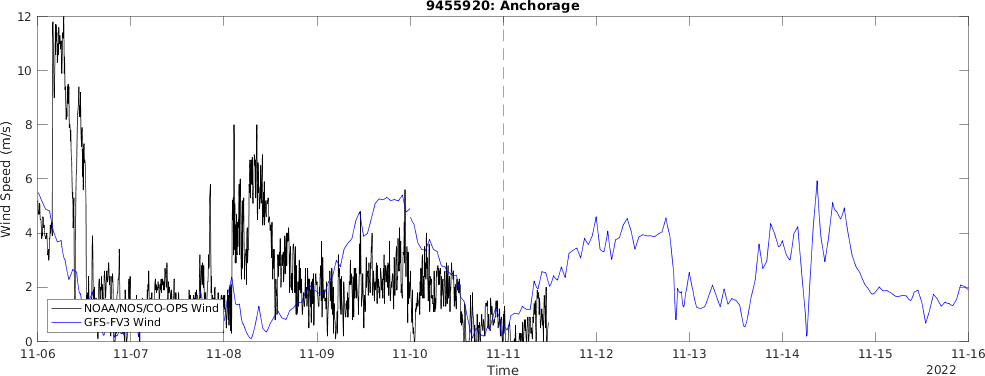 9455920: Anchorage
12
10
8
6
4
2
0
Wind Speed (m/s)
NOAA/NOS/CO-OPS Wind
GFS-FV3 Wind
11-06 11-07 11-08 11-09 11-10 11-11 11-12 11-13 11-14 11-15 11-16
Time
2022